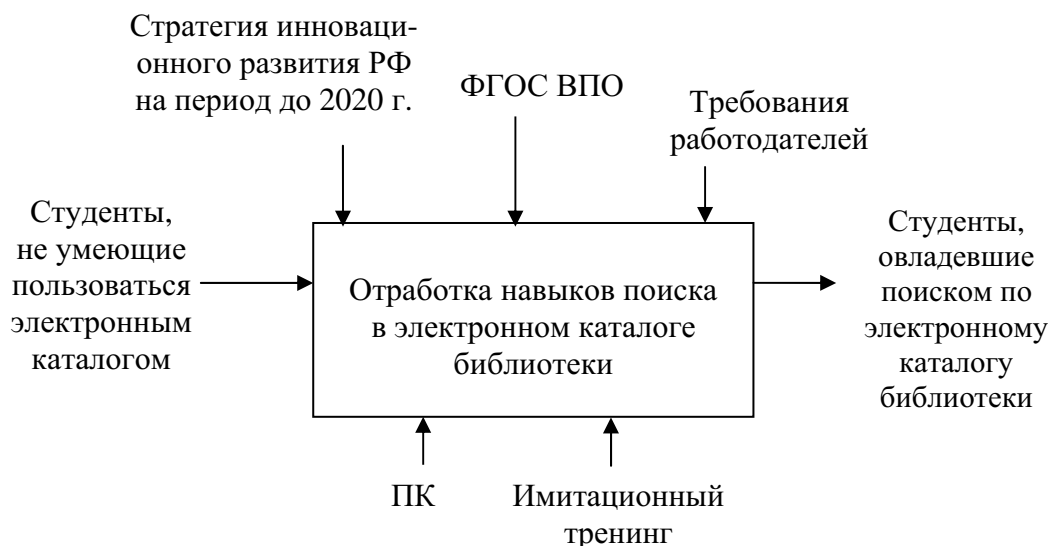 Стратегия инноваци-
онного развития РФ
на период до 2020 г.
ФГОС ВПО
Требования
работодателей
Студенты,
не умеющие
пользоваться
электронным
каталогом
Отработка навыков поиска
в электронном каталоге
библиотеки
Студенты,
овладевшие
поиском по
электронному
каталогу
библиотеки
ПК
Имитационный
тренинг